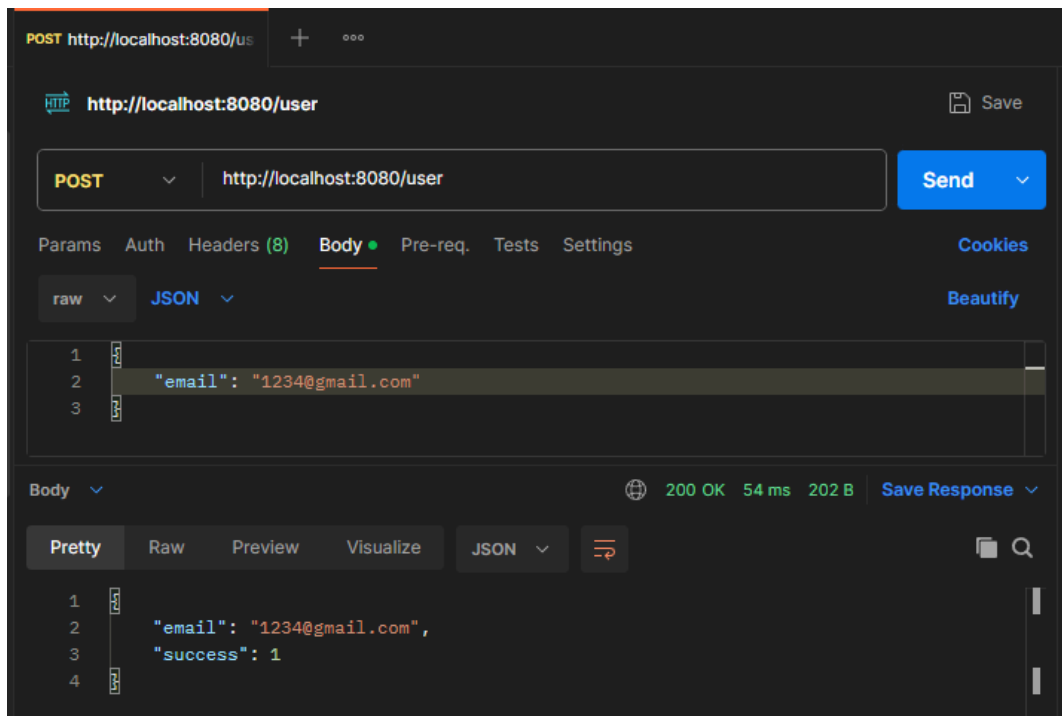 POST http://localhost:8080/us
HTTP http://localhost:8080/user Save
POST http://localhost:8080/user Send
Params Auth Headers (8) Body Pre-req. Tests Settings Cookies
raw JSON Beautify
1 {
2 "email": "1234@gmail.com"
3 }
Body 200 OK 54 ms 202 B Save Response
Pretty Raw Preview Visualize JSON
1 {
2 "email": "1234@gmail.com",
3 "success": 1
4 }